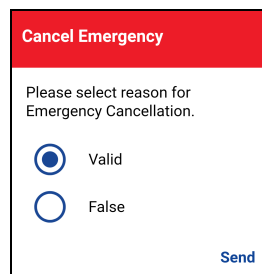 Cancel Emergency
Please select reason for
Emergency Cancellation.
Valid
False
Send